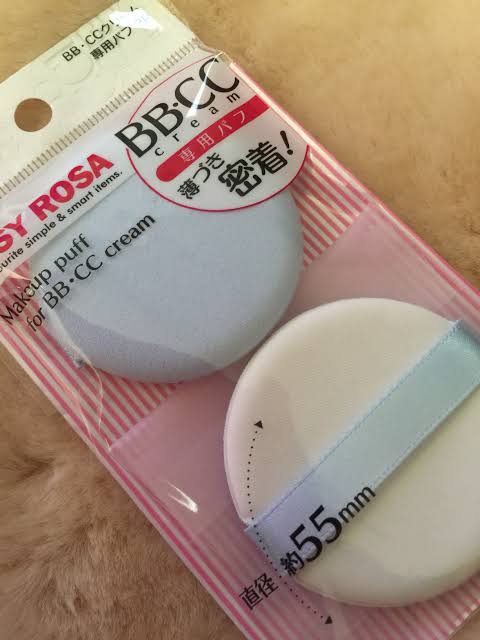 BB・CCクリーム
専用パフ
BB・CC
cream
専用パフ
薄づき
密着!
SY ROSA
ourite simple & smart items.
Makeup puff
for BB・CC cream
直径 約55mm